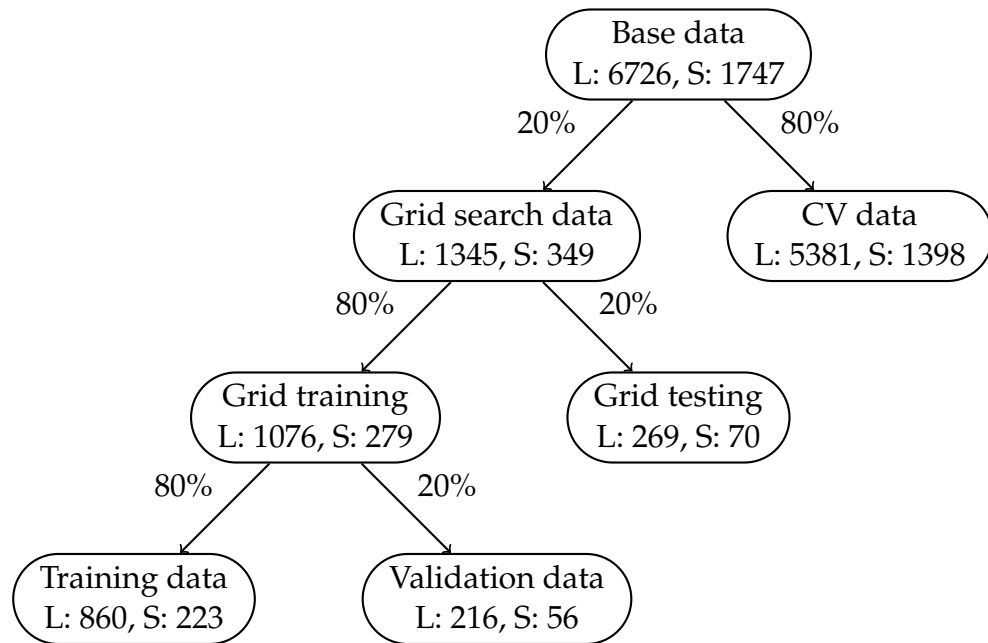 Base data
L: 6726, S: 1747
20%
80%
Grid search data
L: 1345, S: 349
CV data
L: 5381, S: 1398
80%
20%
Grid training
L: 1076, S: 279
Grid testing
L: 269, S: 70
80%
20%
Training data
L: 860, S: 223
Validation data
L: 216, S: 56